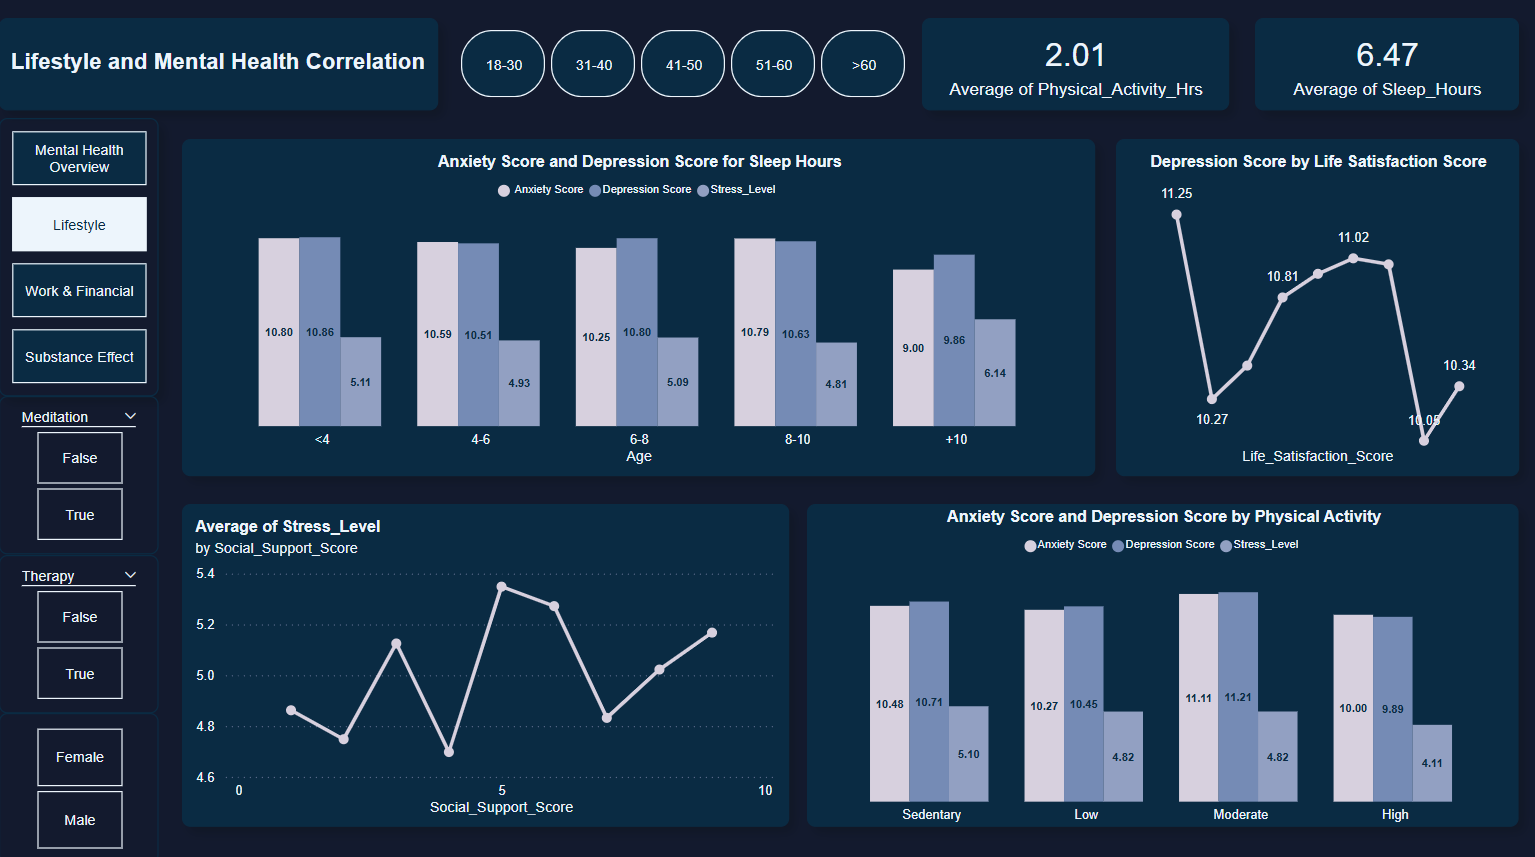 Lifestyle and Mental Health Correlation
18-30
31-40
41-50
51-60
>60
2.01
Average of Physical_Activity_Hrs
6.47
Average of Sleep_Hours
Mental Health
Overview
Lifestyle
Work & Financial
Substance Effect
Meditation
False
True
Therapy
False
True
Female
Male
Anxiety Score and Depression Score for Sleep Hours
Anxiety Score Depression Score Stress_Level
10.80 10.86 5.11
10.59 10.51 4.93
10.25 10.80 5.09
10.79 10.63 4.81
9.00 9.86 6.14
<4 4-6 6-8 8-10 +10
Age
Depression Score by Life Satisfaction Score
11.25
10.27
10.81
11.02
10.05
10.34
Life_Satisfaction_Score
Average of Stress_Level
by Social_Support_Score
5.4
5.2
5.0
4.8
4.6
0 5 10
Social_Support_Score
Anxiety Score and Depression Score by Physical Activity
Anxiety Score Depression Score Stress_Level
10.48 10.71 5.10
10.27 10.45 4.82
11.11 11.21 4.82
10.00 9.89 4.11
Sedentary Low Moderate High